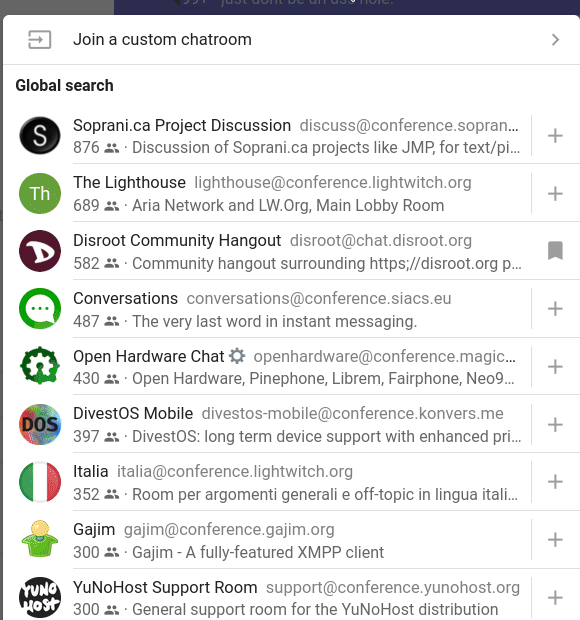 just dont be an
Join a custom chatroom
Global search
S
Soprani.ca Project Discussion discuss@conference.sopran...
876 · Discussion of Soprani.ca projects like JMP, for text/pi...
Th
The Lighthouse lighthouse@conference.lightwitch.org
689 · Aria Network and LW.Org, Main Lobby Room
Disroot Community Hangout disroot@chat.disroot.org
582 · Community hangout surrounding https;//disroot.org p...
Conversations conversations@conference.siacs.eu
487 · The very last word in instant messaging.
Open Hardware Chat ⚙ openhardware@conference.magic...
430 · Open Hardware, Pinephone, Librem, Fairphone, Neo9...
DOS
DivestOS Mobile divestos-mobile@conference.konvers.me
397 · DivestOS: long term device support with enhanced pri...
Italia italia@conference.lightwitch.org
352 · Room per argomenti generali e off-topic in lingua itali...
Gajim gajim@conference.gajim.org
300 · Gajim - A fully-featured XMPP client
YUNO
HOST
YuNoHost Support Room support@conference.yunohost.org
300 · General support room for the YuNoHost distribution